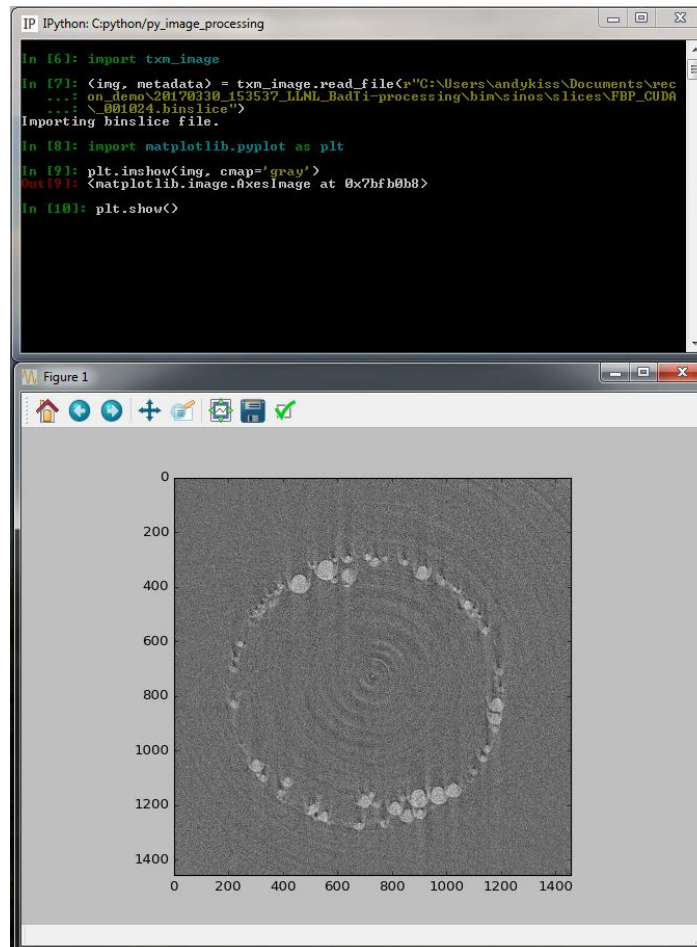 IP IPython: C:python/py_image_processing
In [6]: import txm_image
In [7]: (img, metadata) = txm_image.read_file(r"C:\Users\andykiss\Documents\rec
...: on_demo\20170330_153537_LLNL_BadTi-processing\bim\sinos\slices\FBP_CUDA
...: \_001024.binslice")
Importing binslice file.
In [8]: import matplotlib.pyplot as plt
In [9]: plt.imshow(img, cmap='gray')
Out[9]: <matplotlib.image.AxesImage at 0x7bfb0b8>
In [10]: plt.show()
Figure 1
0
200
400
600
800
1000
1200
1400
0 200 400 600 800 1000 1200 1400